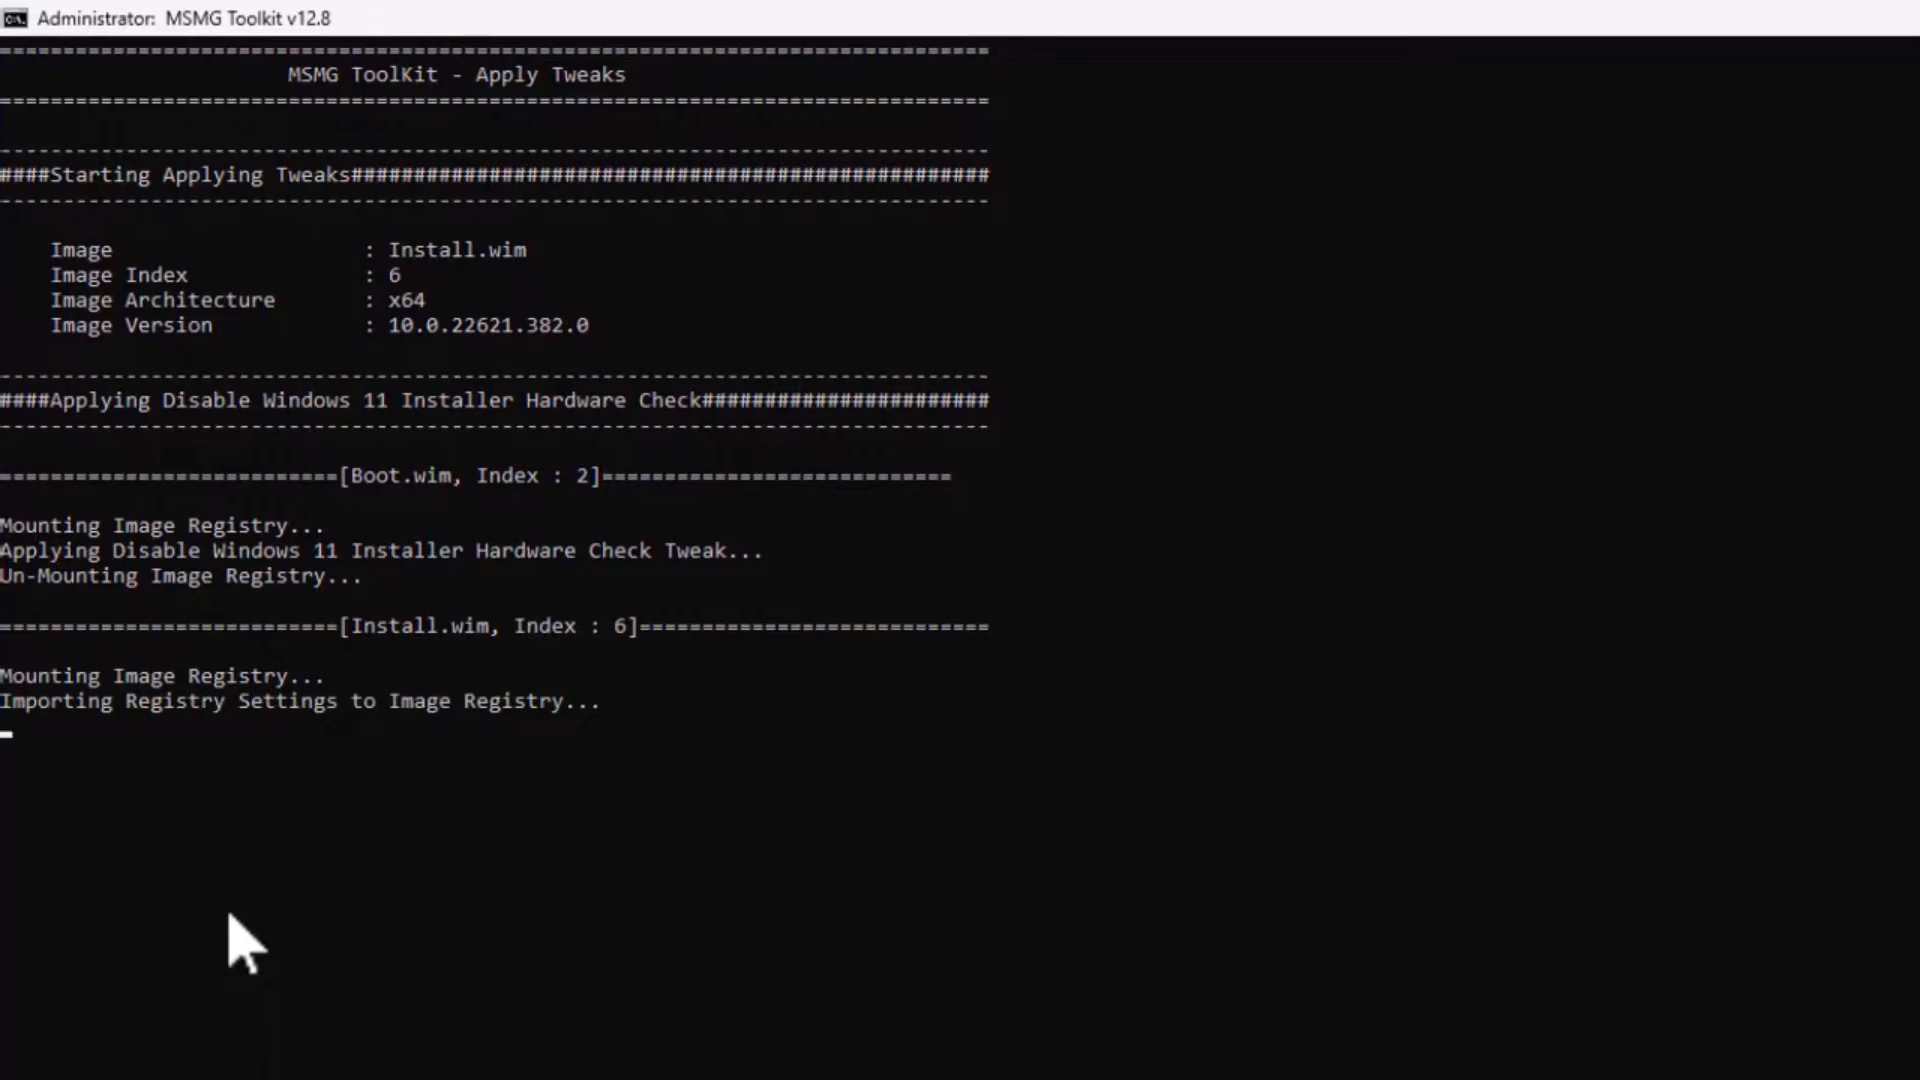 Administrator: MSMG Toolkit v12.8
===============================================================================
MSMG ToolKit - Apply Tweaks
===============================================================================
-------------------------------------------------------------------------------
####Starting Applying Tweaks###################################################
-------------------------------------------------------------------------------
Image : Install.wim
Image Index : 6
Image Architecture : x64
Image Version : 10.0.22621.382.0
-------------------------------------------------------------------------------
####Applying Disable Windows 11 Installer Hardware Check#######################
-------------------------------------------------------------------------------
===========================[Boot.wim, Index : 2]============================
Mounting Image Registry...
Applying Disable Windows 11 Installer Hardware Check Tweak...
Un-Mounting Image Registry...
===========================[Install.wim, Index : 6]============================
Mounting Image Registry...
Importing Registry Settings to Image Registry...